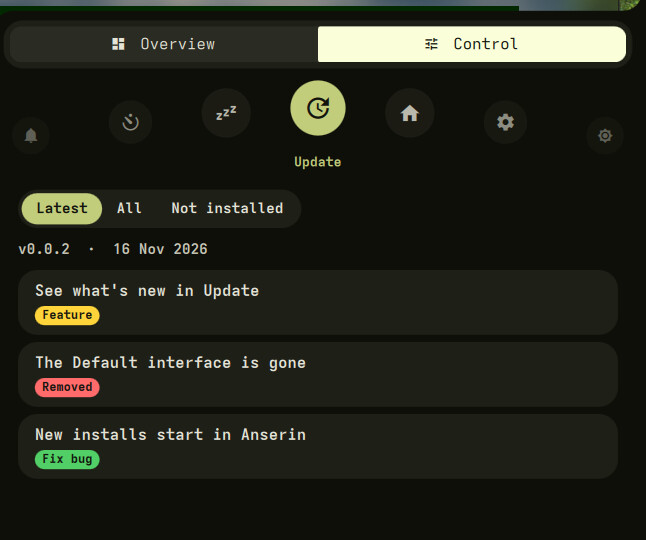 Overview
Control
zzz
Update
Latest
All
Not installed
v0.0.2 · 16 Nov 2026
See what's new in Update
Feature
The Default interface is gone
Removed
New installs start in Anserin
Fix bug